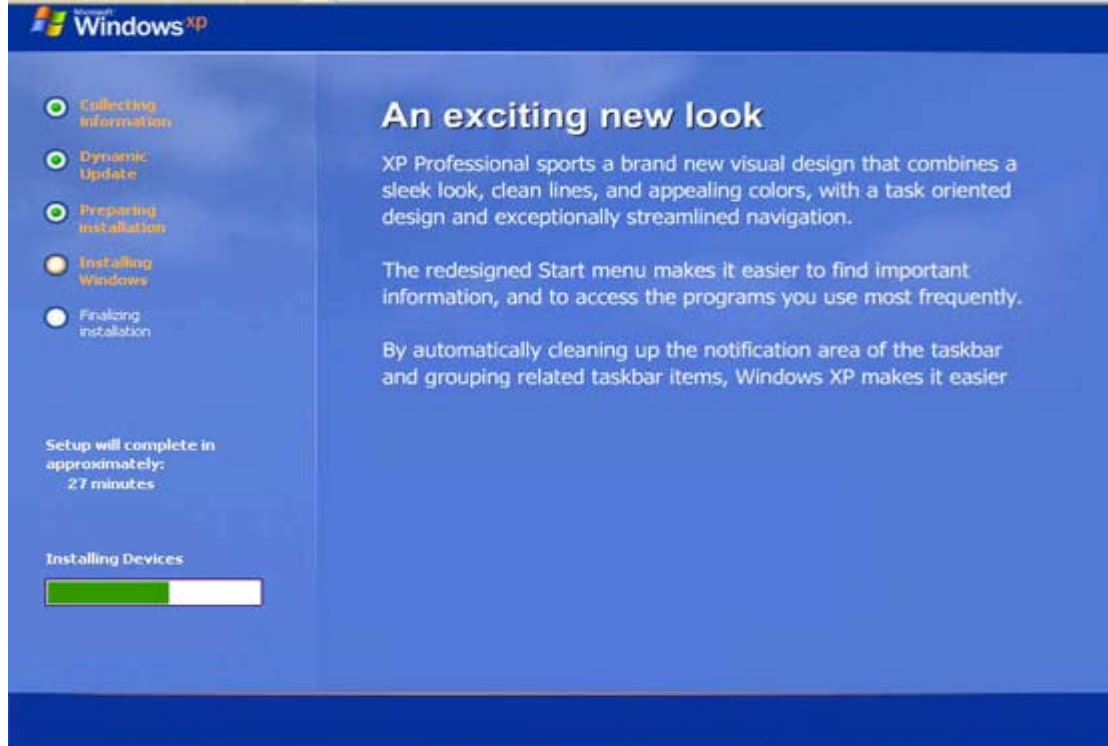 Microsoft
Windows xp
Collecting
information
Dynamic
Update
Preparing
installation
Installing
Windows
Finalizing
installation
Setup will complete in
approximately:
27 minutes
Installing Devices
An exciting new look
XP Professional sports a brand new visual design that combines a
sleek look, clean lines, and appealing colors, with a task oriented
design and exceptionally streamlined navigation.
The redesigned Start menu makes it easier to find important
information, and to access the programs you use most frequently.
By automatically cleaning up the notification area of the taskbar
and grouping related taskbar items, Windows XP makes it easier